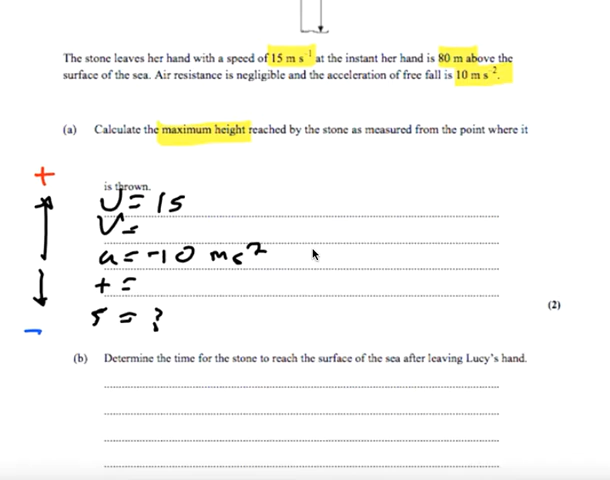 The stone leaves her hand with a speed of 15 m s⁻¹ at the instant her hand is 80 m above the
surface of the sea. Air resistance is negligible and the acceleration of free fall is 10 m s⁻².
(a) Calculate the maximum height reached by the stone as measured from the point where it
is thrown.
+
U = 15
V =
a = -10 ms²
t =
(2)
s = ?
-
(b) Determine the time for the stone to reach the surface of the sea after leaving Lucy's hand.